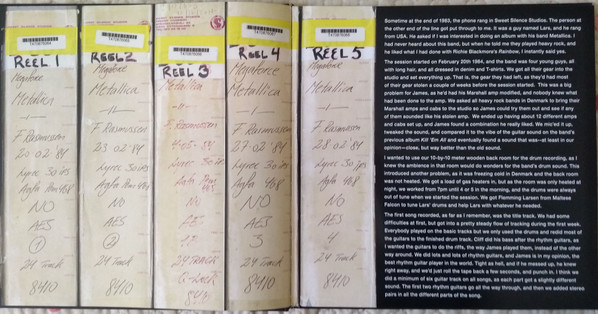 REEL 1
Megaforce
Metallica
-11-
F. Rasmussen
20 02 '84
Lyrec 30 ips
Agfa 468
NO
AES
1
24 Track
8410
REEL 2
Metallica
-11-
F. Rasmussen
23 02 '84
Lyrec 30 ips
Agfa 468
NO
AES
2
24 Track
8410
REEL 3
Metallica
-11-
F. Rasmussen
Lyrec 30 ips
NO
24 TRACK
REEL 4
Megaforce
Metallica
-11-
F. Rasmussen
27 02 '84
Lyrec 30 ips
Agfa 468
NO
AES
3
24 Track
8410
REEL 5
Megaforce
Metallica
-11-
F. Rasmussen
28 02 '84
Lyrec 30 ips
Agfa 468
NO
AES
4
24 Track
8410
Sometime at the end of 1983, the phone rang in Sweet Silence Studios. The person at
the other end of the line got put through to me. It was a guy named Lars, and he rang
from USA. He asked if I was interested in doing an album with his band Metallica. I
had never heard about this band, but when he told me they played heavy rock, and
he liked what I had done with Richie Blackmore's Rainbow, I instantly said yes.
The session started on February 20th 1984, and the band was four young guys, all
with long hair, and all dressed in denim and T-shirts. We got all their gear into the
studio and set everything up. That is, the gear they had left, as they'd had most
of their gear stolen a couple of weeks before the session started. This was a big
problem for James, as he'd had his Marshall amp modified, and nobody knew what
had been done to the amp. We asked all heavy rock bands in Denmark to bring their
Marshall amps and cabs to the studio so James could try them out and see if any
of them sounded like his stolen amp. We ended up having about 12 different amps
and cabs set up, and James found a combination he really liked. We mic'ed it up,
tweaked the sound, and compared it to the vibe of the guitar sound on the band's
previous album Kill 'Em All and eventually found a sound that was—at least in our
opinion—close, but way better than the old sound.
I wanted to use our 10-by-10 meter wooden back room for the drum recording, as I
knew the ambience in that room would do wonders for the band's drum sound. This
introduced another problem, as it was freezing cold in Denmark and the back room
was not heated. We got a load of gas heaters in, but as the room was only heated at
night, we worked from 7pm until 4 or 5 in the morning, and the drums were always
out of tune when we started the session. We got Flemming Larsen from Maltese
Falcon to tune Lars' drums and help Lars with whatever he needed.
The first song recorded, as far as I remember, was the title track. We had some
difficulties at first, but got into a pretty steady flow of tracking during the first week.
Everybody played on the basic tracks but we only used the drums and redid most of
the guitars to the finished drum track. Cliff did his bass after the rhythm guitars, as
I wanted the guitars to do the riffs, the way James played them, instead of the other
way around. We did lots and lots of rhythm guitars, and James is in my opinion, the
best rhythm guitar player in the world. Tight as hell, and if he messed up, he knew
right away, and we'd just roll the tape back a few seconds, and punch in. I think we
did a minimum of six guitar track on all songs, as each part got a slightly different
sound. The first two rhythm guitars go all the way through, and then we added stereo
pairs in all the different parts of the song.